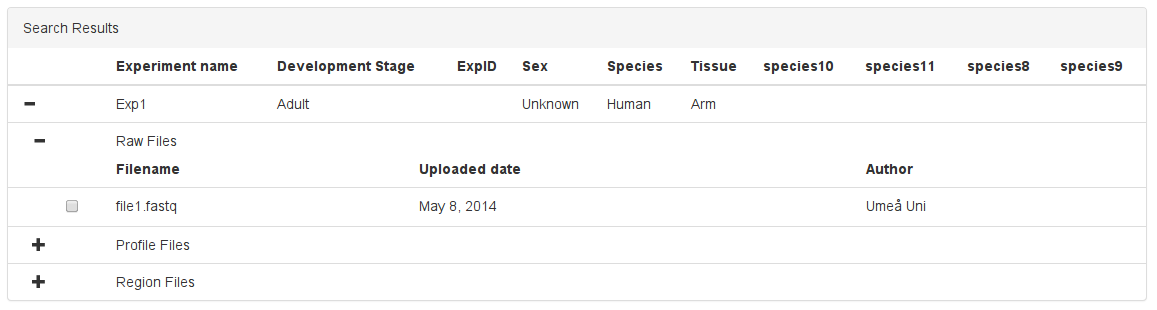 Search Results
Experiment name Development Stage ExpID Sex Species Tissue species10 species11 species8 species9
Exp1 Adult Unknown Human Arm
Raw Files
Filename Uploaded date Author
file1.fastq May 8, 2014 Umeå Uni
Profile Files
Region Files